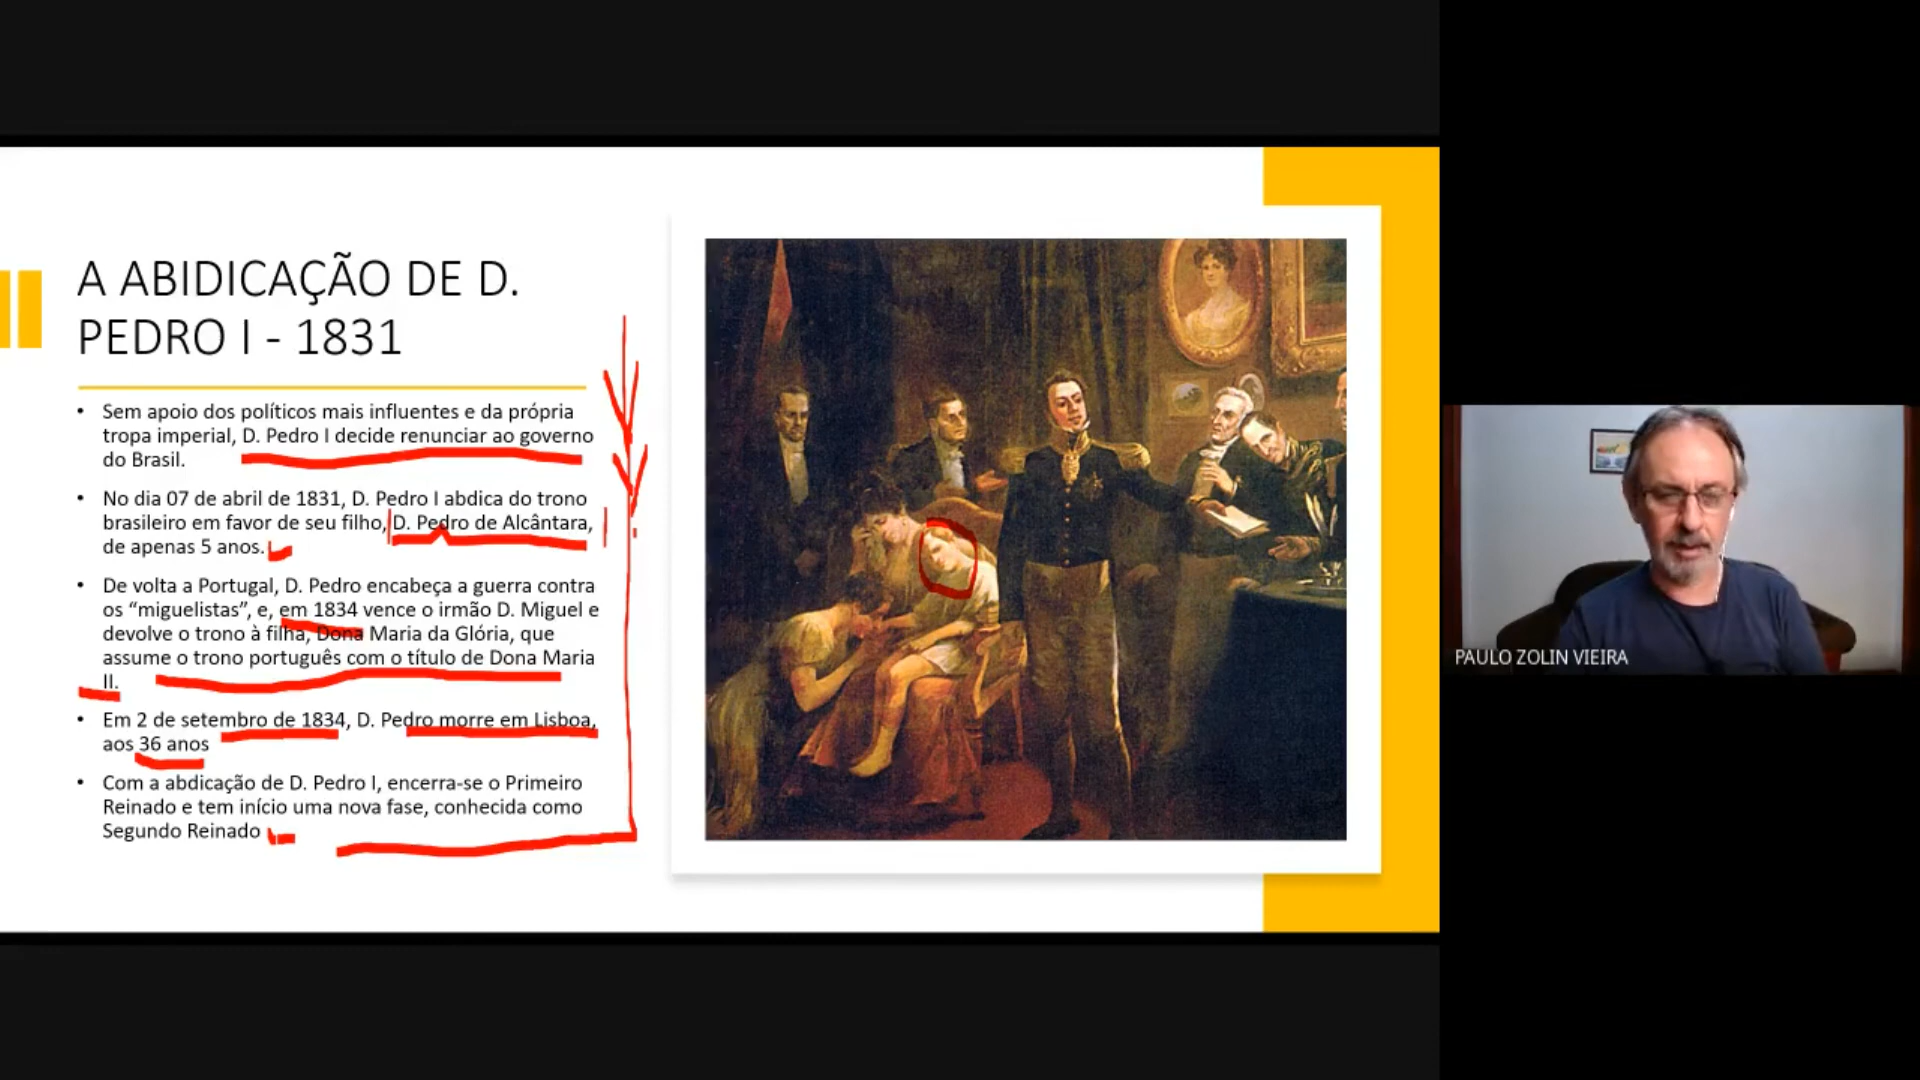 A ABIDICAÇÃO DE D.
PEDRO I - 1831
• Sem apoio dos políticos mais influentes e da própria
tropa imperial, D. Pedro I decide renunciar ao governo
do Brasil.
• No dia 07 de abril de 1831, D. Pedro I abdica do trono
brasileiro em favor de seu filho, D. Pedro de Alcântara,
de apenas 5 anos.
• De volta a Portugal, D. Pedro encabeça a guerra contra
os “miguelistas”, e, em 1834 vence o irmão D. Miguel e
devolve o trono à filha, Dona Maria da Glória, que
assume o trono português com o título de Dona Maria
II.
• Em 2 de setembro de 1834, D. Pedro morre em Lisboa,
aos 36 anos
• Com a abdicação de D. Pedro I, encerra-se o Primeiro
Reinado e tem início uma nova fase, conhecida como
Segundo Reinado
PAULO ZOLIN VIEIRA